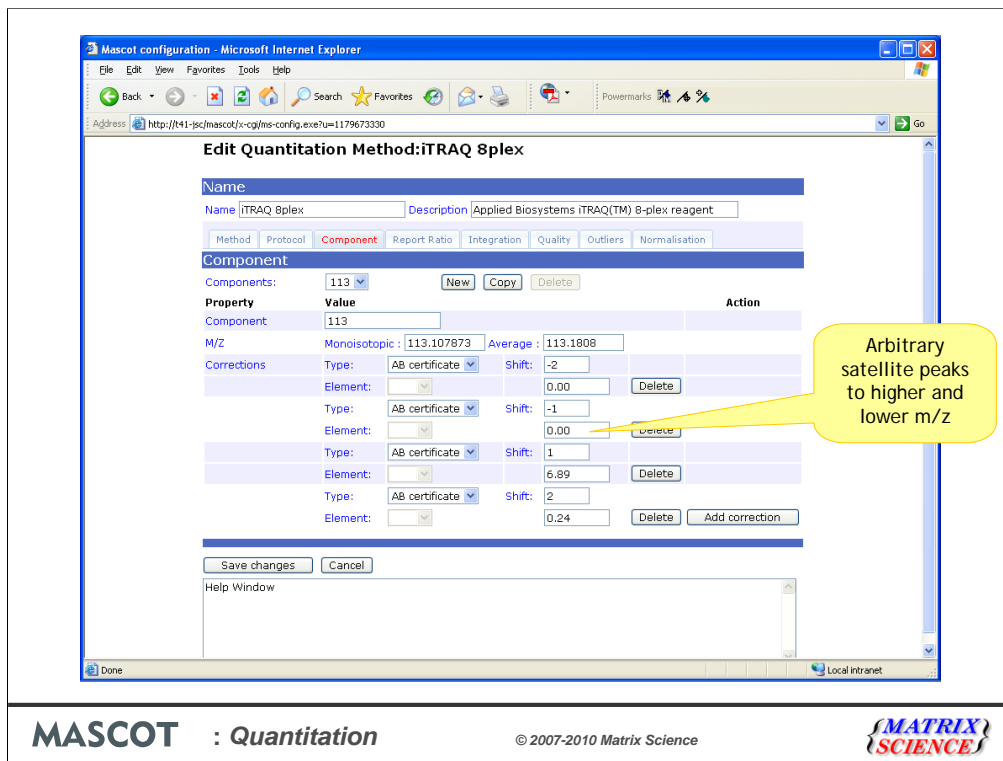 Mascot configuration - Microsoft Internet Explorer
File Edit View Favorites Tools Help
Back Search Favorites Powermarks
Address http://t41-jsc/mascot/x-cgi/ms-config.exe?u=1179673330 Go
Edit Quantitation Method:iTRAQ 8plex
Name
Name iTRAQ 8plex Description Applied Biosystems iTRAQ(TM) 8-plex reagent
Method Protocol Component Report Ratio Integration Quality Outliers Normalisation
Component
Components: 113 New Copy Delete
Property Value Action
Component 113
M/Z Monoisotopic : 113.107873 Average : 113.1808
Corrections Type: AB certificate Shift: -2
Element: 0.00 Delete
Type: AB certificate Shift: -1
Element: 0.00 Delete
Type: AB certificate Shift: 1
Element: 6.89 Delete
Type: AB certificate Shift: 2
Element: 0.24 Delete Add correction
Arbitrary
satellite peaks
to higher and
lower m/z
Save changes Cancel
Help Window
Done Local intranet
MASCOT : Quantitation © 2007-2010 Matrix Science
MATRIX
SCIENCE